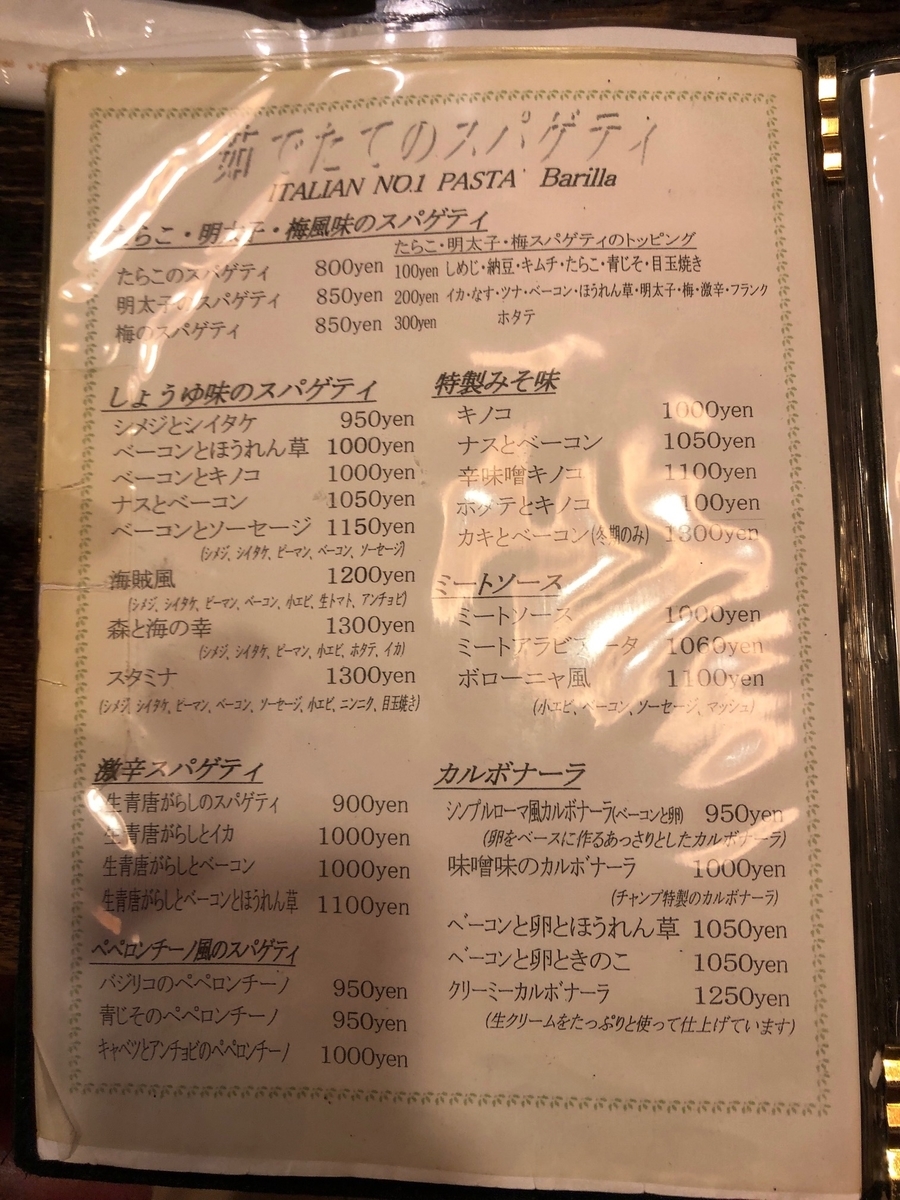 茹でたてのスパゲティ
ITALIAN NO.1 PASTA Barilla
たらこ・明太子・梅風味のスパゲティ
たらこのスパゲティ 800yen
明太子のスパゲティ 850yen
梅のスパゲティ 850yen
たらこ・明太子・梅スパゲティのトッピング
100yen しめじ・納豆・キムチ・たらこ・青じそ・目玉焼き
200yen イカ・なす・ツナ・ベーコン・ほうれん草・明太子・梅・激辛・フランク
300yen ホタテ
しょうゆ味のスパゲティ
シメジとシイタケ 950yen
ベーコンとほうれん草 1000yen
ベーコンとキノコ 1000yen
ナスとベーコン 1050yen
ベーコンとソーセージ 1150yen
(シメジ、シイタケ、ピーマン、ベーコン、ソーセージ)
海賊風 1200yen
(シメジ、シイタケ、ピーマン、ベーコン、小エビ、生トマト、アンチョビ)
森と海の幸 1300yen
(シメジ、シイタケ、ピーマン、小エビ、ホタテ、イカ)
スタミナ 1300yen
(シメジ、シイタケ、ピーマン、ベーコン、ソーセージ、小エビ、ニンニク、目玉焼き)
特製みそ味
キノコ 1000yen
ナスとベーコン 1050yen
辛味噌キノコ 1100yen
ホタテとキノコ 100yen
カキとベーコン(冬期のみ) 1300yen
ミートソース
ミートソース 1000yen
ミートアラビアータ 1060yen
ボローニャ風 1100yen
(小エビ、ベーコン、ソーセージ、マッシュ)
激辛スパゲティ
生青唐がらしのスパゲティ 900yen
生青唐がらしとイカ 1000yen
生青唐がらしとベーコン 1000yen
生青唐がらしとベーコンとほうれん草 1100yen
ペペロンチーノ風のスパゲティ
バジリコのペペロンチーノ 950yen
青じそのペペロンチーノ 950yen
キャベツとアンチョビのペペロンチーノ 1000yen
カルボナーラ
シンプルローマ風カルボナーラ(ベーコンと卵) 950yen
(卵をベースに作るあっさりとしたカルボナーラ)
味噌味のカルボナーラ 1000yen
(チャンプ特製のカルボナーラ)
ベーコンと卵とほうれん草 1050yen
ベーコンと卵ときのこ 1050yen
クリーミーカルボナーラ 1250yen
(生クリームをたっぷりと使って仕上げています)